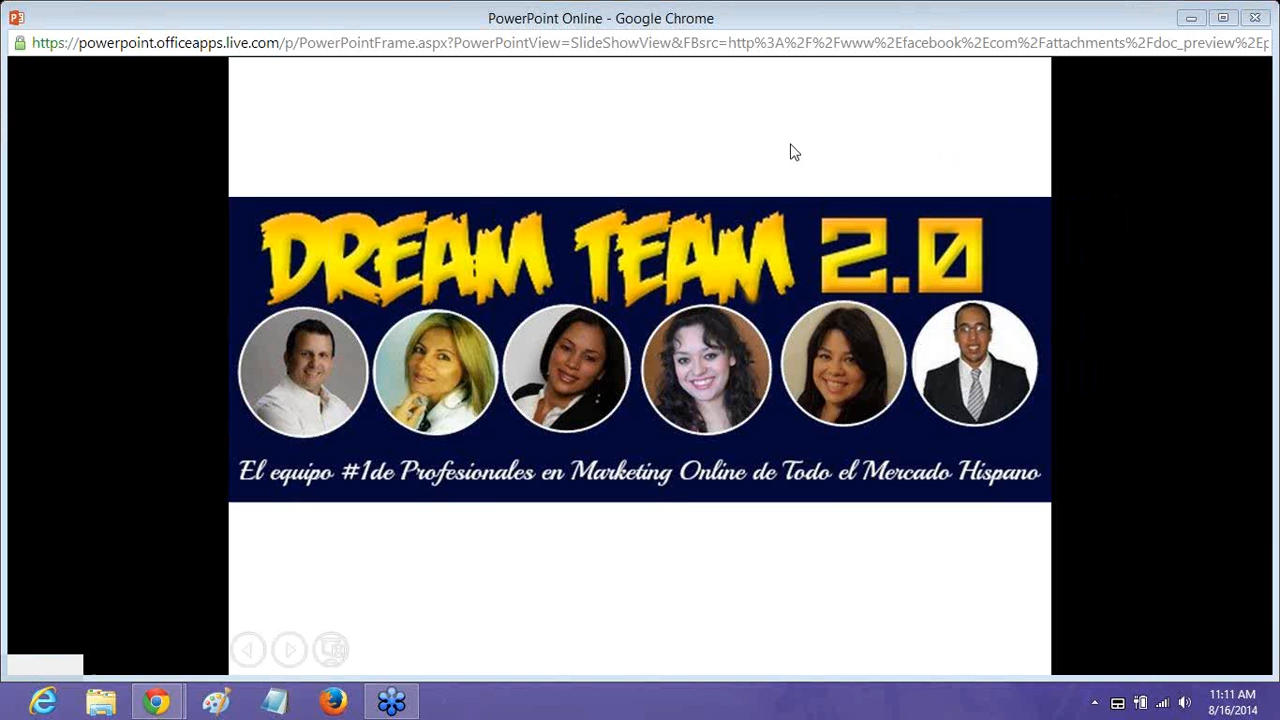 PowerPoint Online - Google Chrome
https://powerpoint.officeapps.live.com/p/PowerPointFrame.aspx?PowerPointView=SlideShowView&FBsrc=http%3A%2F%2Fwww%2Efacebook%2Ecom%2Fattachments%2Fdoc_preview%2Ep
DREAM TEAM 2.0
El equipo #1de Profesionales en Marketing Online de Todo el Mercado Hispano
11:11 AM
8/16/2014